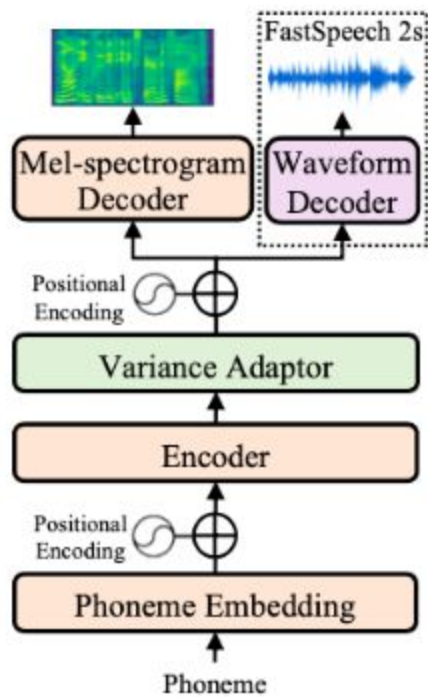 FastSpeech 2s
Mel-spectrogram
Decoder
Waveform
Decoder
Positional
Encoding
Variance Adaptor
Encoder
Positional
Encoding
Phoneme Embedding
Phoneme